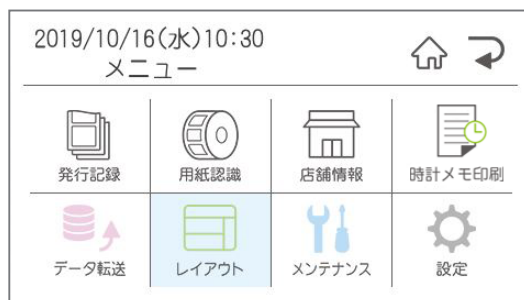 2019/10/16(水)10:30
メニュー
発行記録
用紙認識
店舗情報
時計メモ印刷
データ転送
レイアウト
メンテナンス
設定